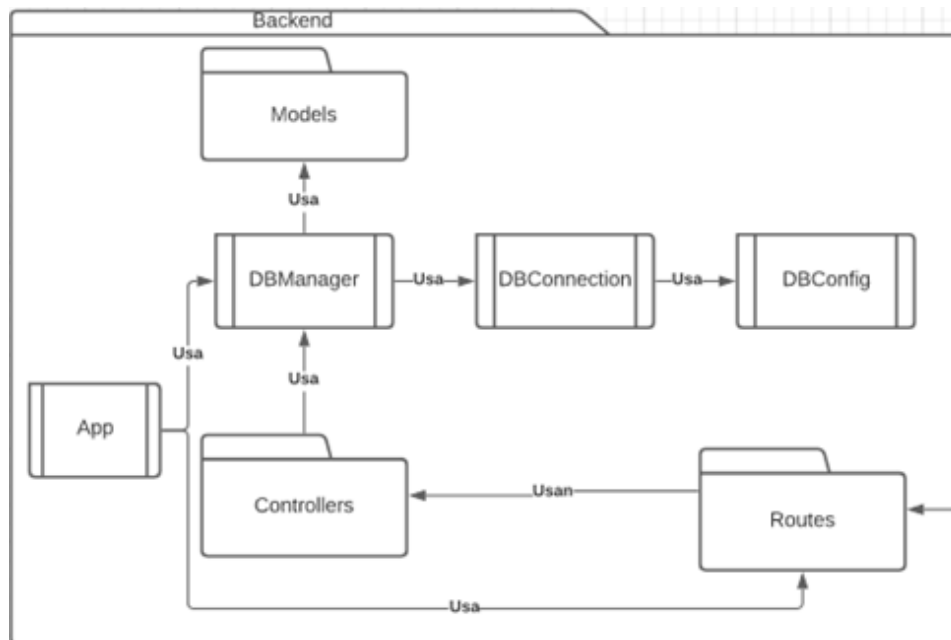 Backend
Models
Usa
DBManager
Usa
DBConnection
Usa
DBConfig
Usa
Usa
App
Controllers
Usan
Routes
Usa